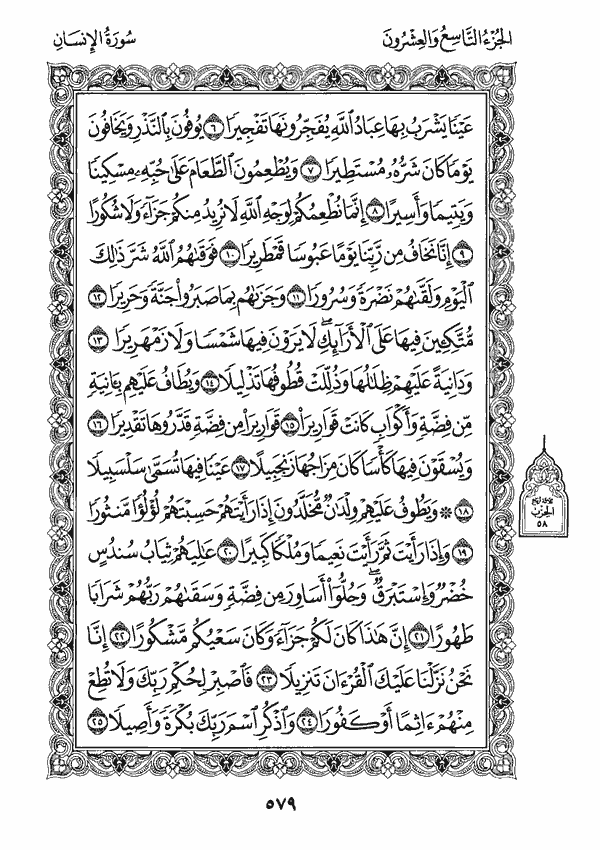 الجُزْءُ التَّاسِعُ وَالعِشْرُونَ
سُورَةُ الإِنسَانِ
عَيْنًا يَشْرَبُ بِهَا عِبَادُ ٱللَّهِ يُفَجِّرُونَهَا تَفْجِيرًا ٦ يُوفُونَ بِٱلنَّذْرِ وَيَخَافُونَ
يَوْمًا كَانَ شَرُّهُۥ مُسْتَطِيرًا ٧ وَيُطْعِمُونَ ٱلطَّعَامَ عَلَىٰ حُبِّهِۦ مِسْكِينًا
وَيَتِيمًا وَأَسِيرًا ٨ إِنَّمَا نُطْعِمُكُمْ لِوَجْهِ ٱللَّهِ لَا نُرِيدُ مِنكُمْ جَزَآءً وَلَا شُكُورًا
٩ إِنَّا نَخَافُ مِن رَّبِّنَا يَوْمًا عَبُوسًا قَمْطَرِيرًا ١٠ فَوَقَىٰهُمُ ٱللَّهُ شَرَّ ذَٰلِكَ
ٱلْيَوْمِ وَلَقَّىٰهُمْ نَضْرَةً وَسُرُورًا ١١ وَجَزَىٰهُم بِمَا صَبَرُوا۟ جَنَّةً وَحَرِيرًا ١٢
مُّتَّكِـِٔينَ فِيهَا عَلَى ٱلْأَرَآئِكِ ۖ لَا يَرَوْنَ فِيهَا شَمْسًا وَلَا زَمْهَرِيرًا ١٣
وَدَانِيَةً عَلَيْهِمْ ظِلَٰلُهَا وَذُلِّلَتْ قُطُوفُهَا تَذْلِيلًا ١٤ وَيُطَافُ عَلَيْهِم بِـَٔانِيَةٍ
مِّن فِضَّةٍ وَأَكْوَابٍ كَانَتْ قَوَارِيرَا۠ ١٥ قَوَارِيرَا۟ مِن فِضَّةٍ قَدَّرُوهَا تَقْدِيرًا ١٦
وَيُسْقَوْنَ فِيهَا كَأْسًا كَانَ مِزَاجُهَا زَنجَبِيلًا ١٧ عَيْنًا فِيهَا تُسَمَّىٰ سَلْسَبِيلًا
١٨ ۞ وَيَطُوفُ عَلَيْهِمْ وِلْدَٰنٌ مُّخَلَّدُونَ إِذَا رَأَيْتَهُمْ حَسِبْتَهُمْ لُؤْلُؤًا مَّنثُورًا
١٩ وَإِذَا رَأَيْتَ ثَمَّ رَأَيْتَ نَعِيمًا وَمُلْكًا كَبِيرًا ٢٠ عَٰلِيَهُمْ ثِيَابُ سُندُسٍ
خُضْرٌ وَإِسْتَبْرَقٌ ۖ وَحُلُّوٓا۟ أَسَاوِرَ مِن فِضَّةٍ وَسَقَىٰهُمْ رَبُّهُمْ شَرَابًا
طَهُورًا ٢١ إِنَّ هَٰذَا كَانَ لَكُمْ جَزَآءً وَكَانَ سَعْيُكُم مَّشْكُورًا ٢٢ إِنَّا
نَحْنُ نَزَّلْنَا عَلَيْكَ ٱلْقُرْءَانَ تَنزِيلًا ٢٣ فَٱصْبِرْ لِحُكْمِ رَبِّكَ وَلَا تُطِعْ
مِنْهُمْ ءَاثِمًا أَوْ كَفُورًا ٢٤ وَٱذْكُرِ ٱسْمَ رَبِّكَ بُكْرَةً وَأَصِيلًا ٢٥
الحِزْب
٥٨
٥٧٩